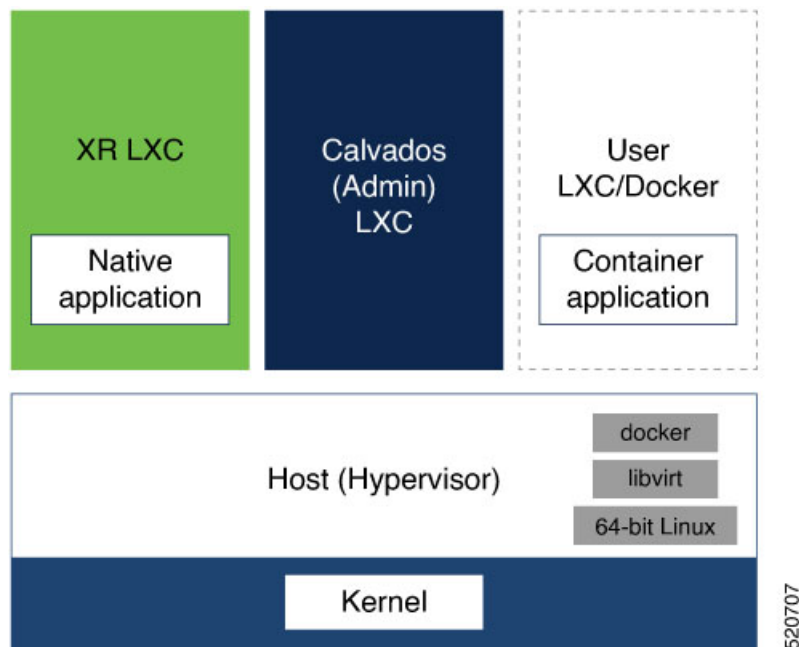 XR LXC
Native
application
Calvados
(Admin)
LXC
User
LXC/Docker
Container
application
Host (Hypervisor)
docker
libvirt
64-bit Linux
Kernel
520707